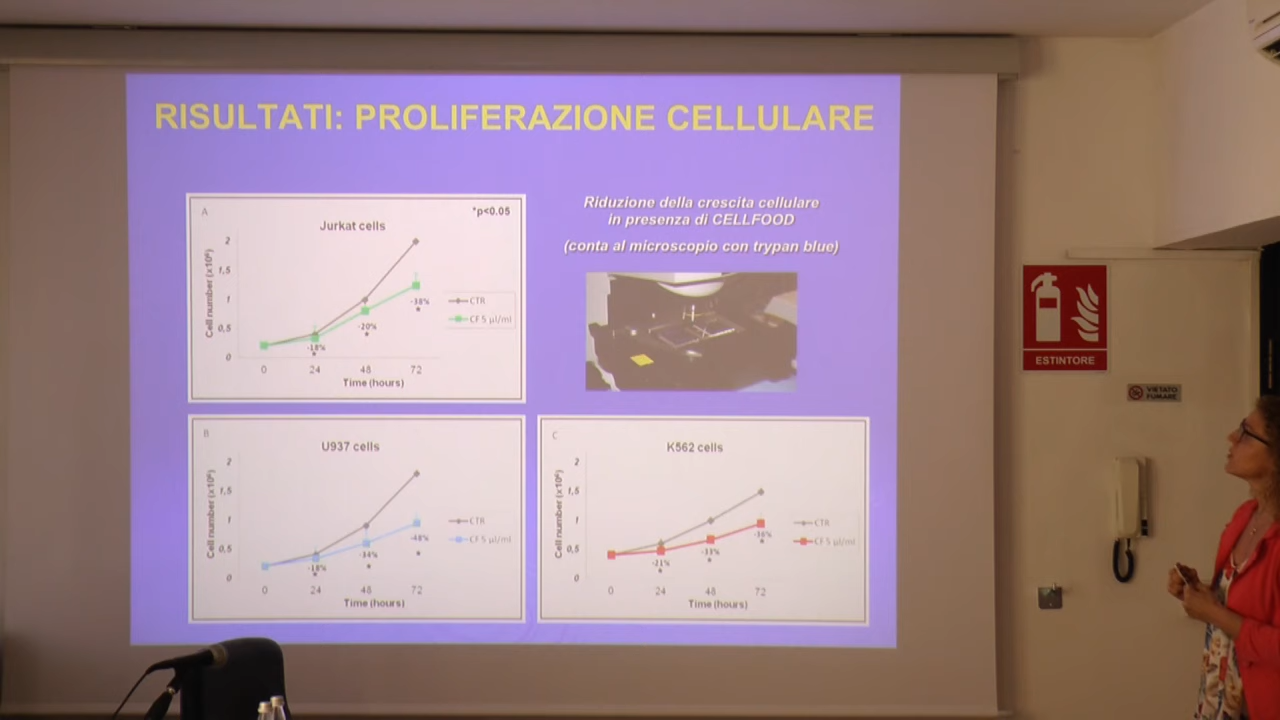 RISULTATI: PROLIFERAZIONE CELLULARE
A
*p<0.05
Jurkat cells
Cell number (x10⁶)
2
1,5
1
0,5
0
-18%
*
-20%
*
-38%
*
CTR
CF 5 µl/ml
0 24 48 72
Time (hours)
Riduzione della crescita cellulare
in presenza di CELLFOOD
(conta al microscopio con trypan blue)
B
U937 cells
Cell number (x10⁶)
2
1,5
1
0,5
0
-18%
*
-34%
*
-48%
*
CTR
CF 5 µl/ml
0 24 48 72
Time (hours)
C
K562 cells
Cell number (x10⁶)
2
1,5
1
0,5
0
-21%
*
-33%
*
-36%
*
CTR
CF 5 µl/ml
0 24 48 72
Time (hours)
ESTINTORE
VIETATO
FUMARE